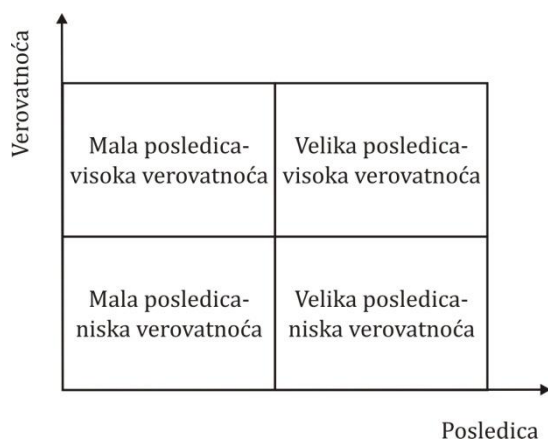 Verovatnoća
Mala posledica-
visoka verovatnoća
Velika posledica-
visoka verovatnoća
Mala posledica-
niska verovatnoća
Velika posledica-
niska verovatnoća
Posledica